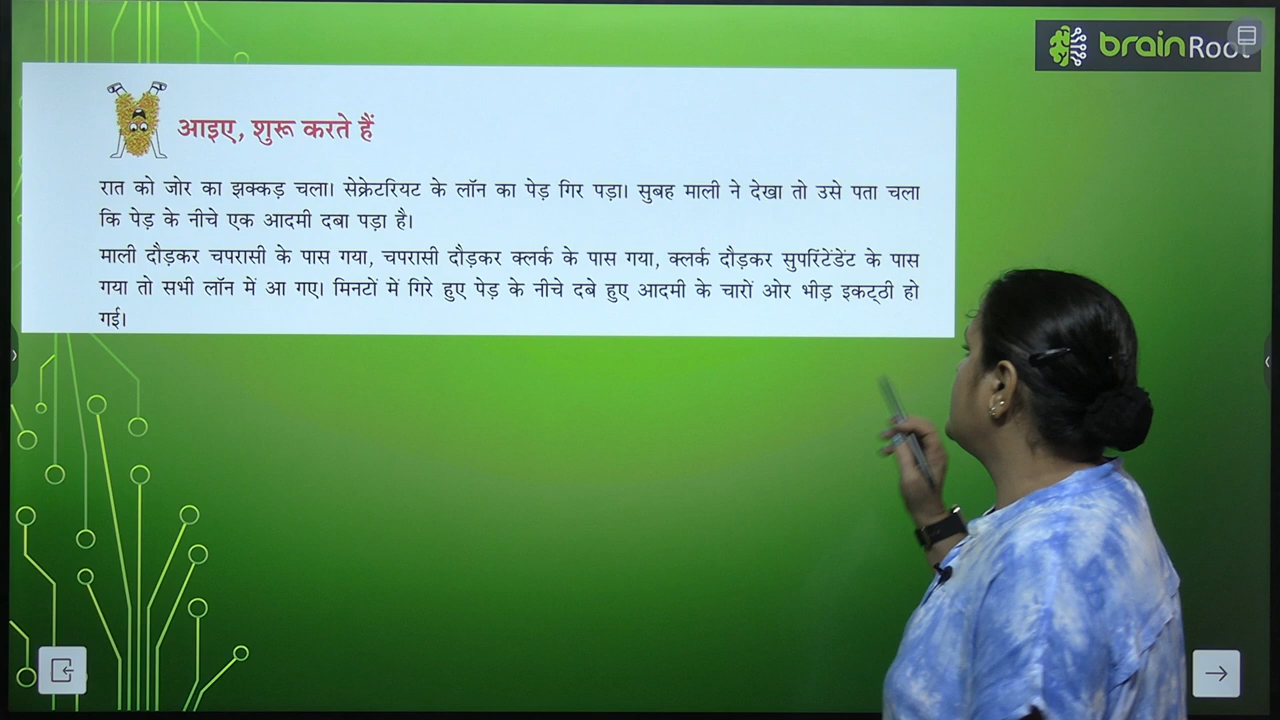 brainRoot
आइए, शुरू करते हैं
रात को जोर का झक्कड़ चला। सेक्रेटरियट के लॉन का पेड़ गिर पड़ा। सुबह माली ने देखा तो उसे पता चला
कि पेड़ के नीचे एक आदमी दबा पड़ा है।
माली दौड़कर चपरासी के पास गया, चपरासी दौड़कर क्लर्क के पास गया, क्लर्क दौड़कर सुपरिंटेंडेंट के पास
गया तो सभी लॉन में आ गए। मिनटों में गिरे हुए पेड़ के नीचे दबे हुए आदमी के चारों ओर भीड़ इकट्ठी हो
गई।